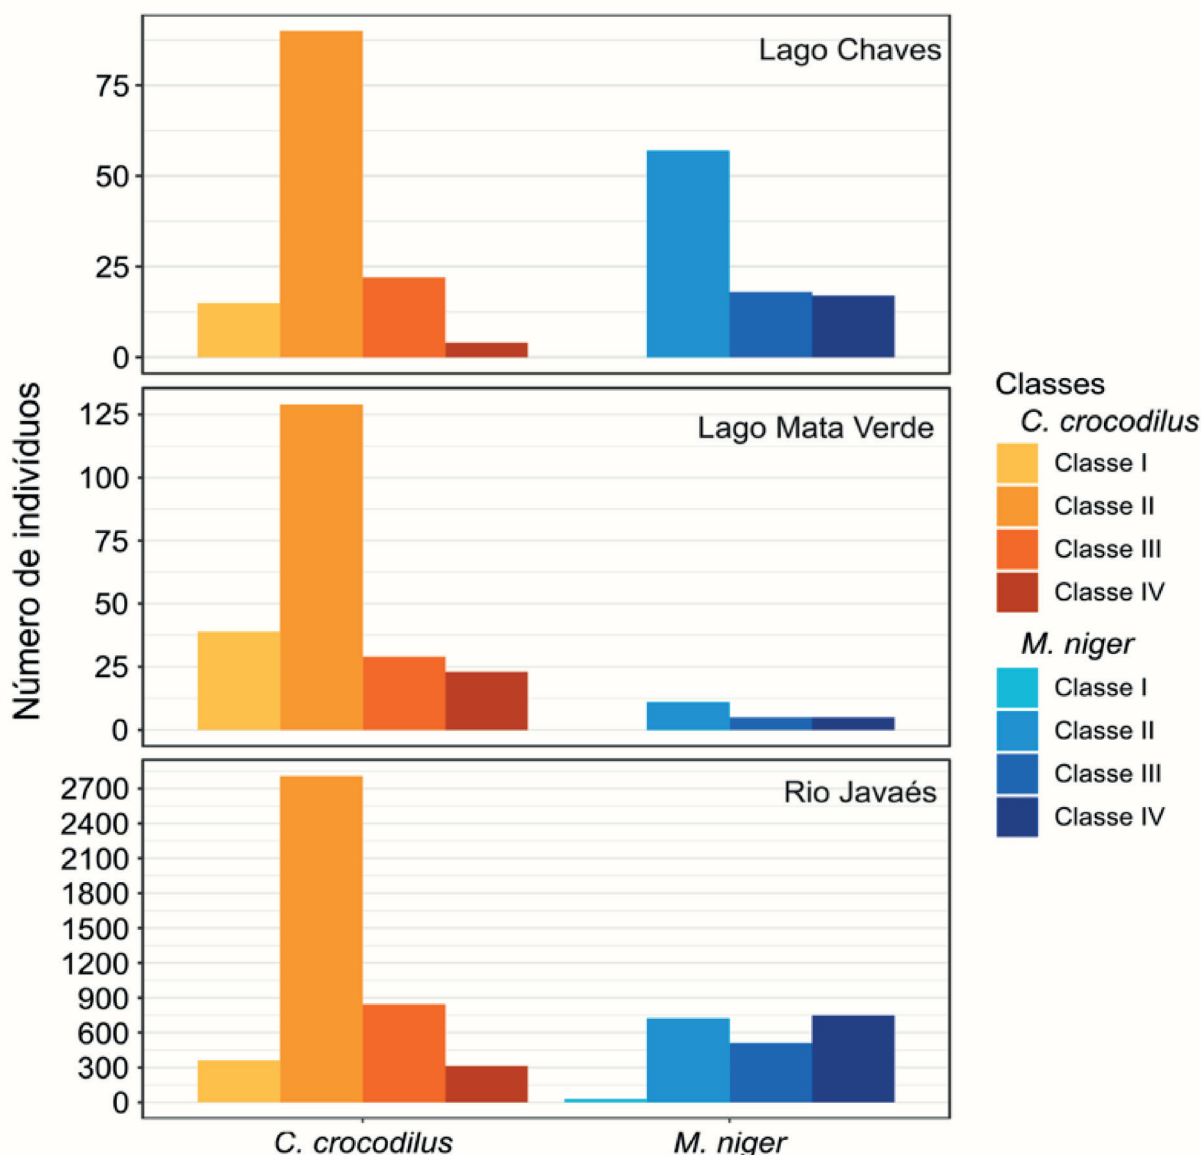 Número de indivíduos
Lago Chaves
75
50
25
0
Lago Mata Verde
125
100
75
50
25
0
Rio Javaés
2700
2400
2100
1800
1500
1200
900
600
300
0
C. crocodilus
M. niger
Classes
C. crocodilus
Classe I
Classe II
Classe III
Classe IV
M. niger
Classe I
Classe II
Classe III
Classe IV